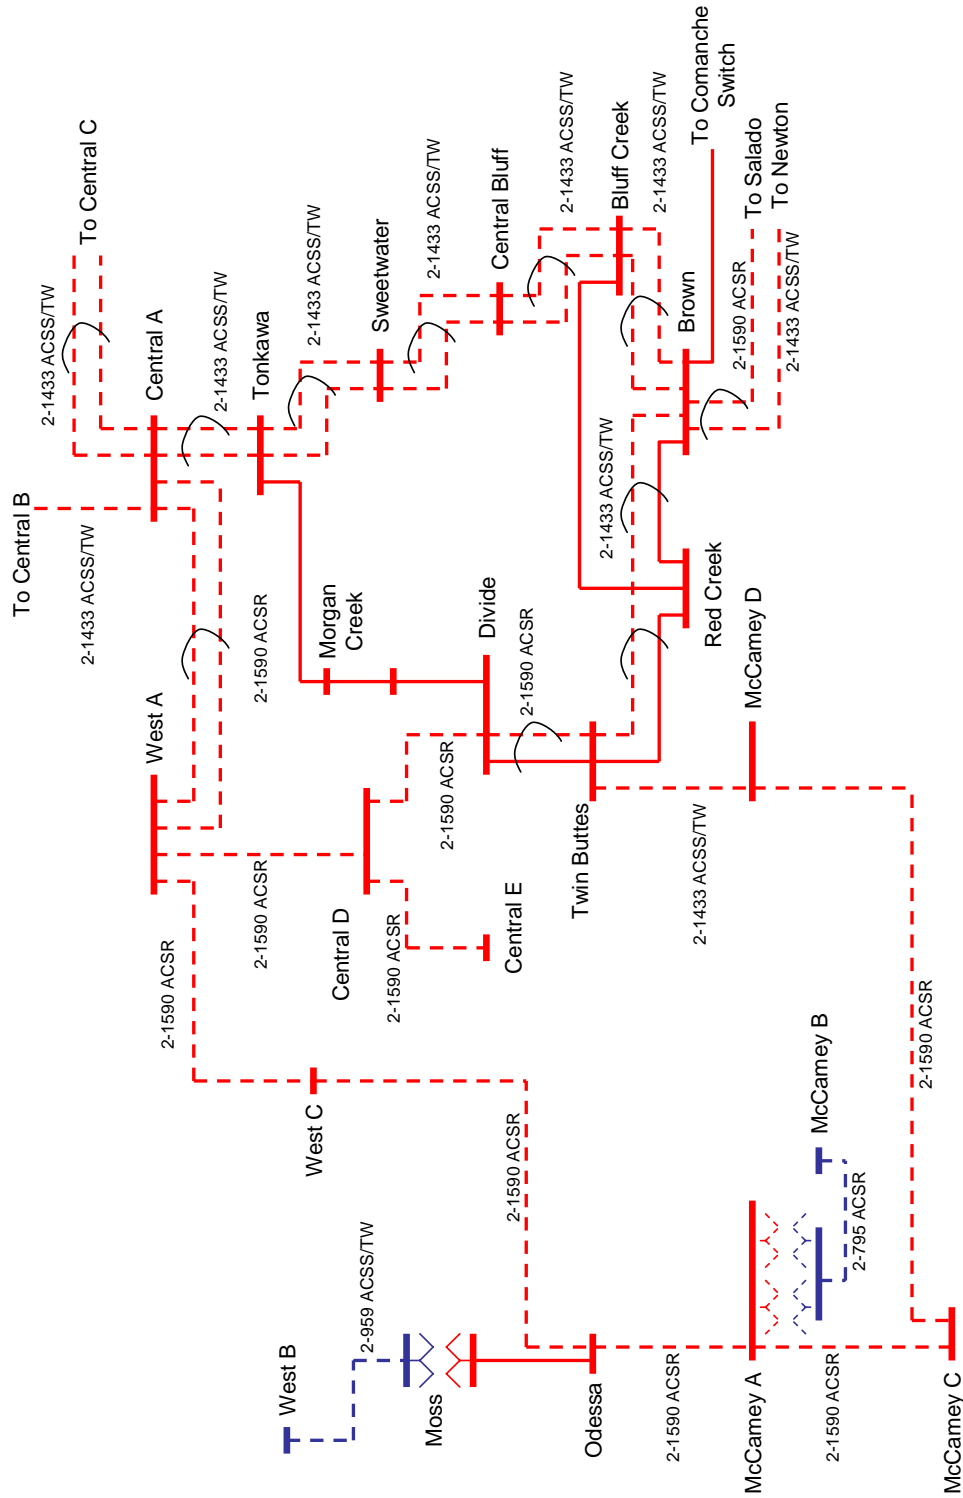 To Central B
2-1433 ACSS/TW
2-1433 ACSS/TW
To Central C
Central A
2-1433 ACSS/TW
Tonkawa
2-1433 ACSS/TW
Sweetwater
2-1433 ACSS/TW
Central Bluff
2-1433 ACSS/TW
Bluff Creek
2-1433 ACSS/TW
Brown
To Comanche
Switch
To Salado
2-1590 ACSR
To Newton
2-1433 ACSS/TW
West A
2-1590 ACSR
Morgan
Creek
Divide
2-1590 ACSR
2-1590 ACSR
2-1433 ACSS/TW
Red Creek
McCamey D
Twin Buttes
2-1433 ACSS/TW
2-1590 ACSR
2-1590 ACSR
Central D
2-1590 ACSR
Central E
West C
2-1590 ACSR
2-1590 ACSR
McCamey B
2-795 ACSR
West B
2-959 ACSS/TW
Moss
Odessa
2-1590 ACSR
McCamey A
2-1590 ACSR
McCamey C